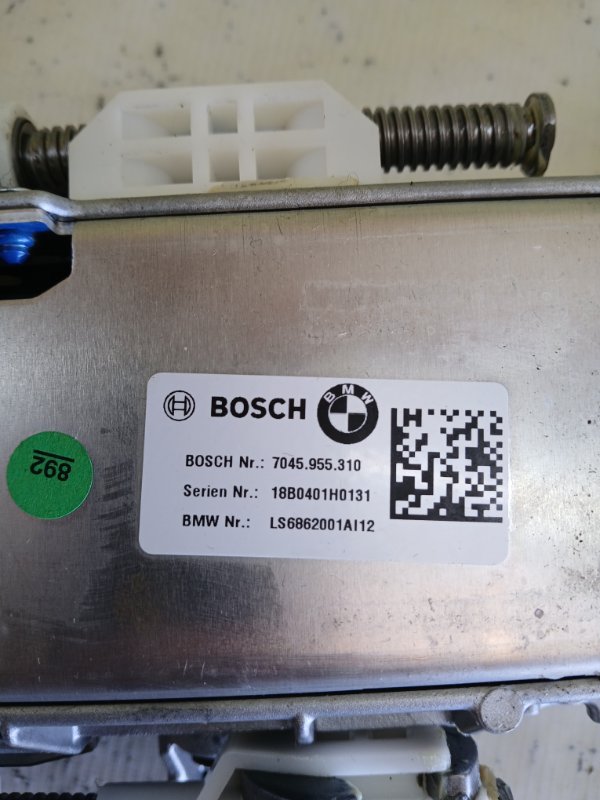 BOSCH BMW
BOSCH Nr.: 7045.955.310
Serien Nr.: 18B0401H0131
BMW Nr.: LS6862001AI12
892